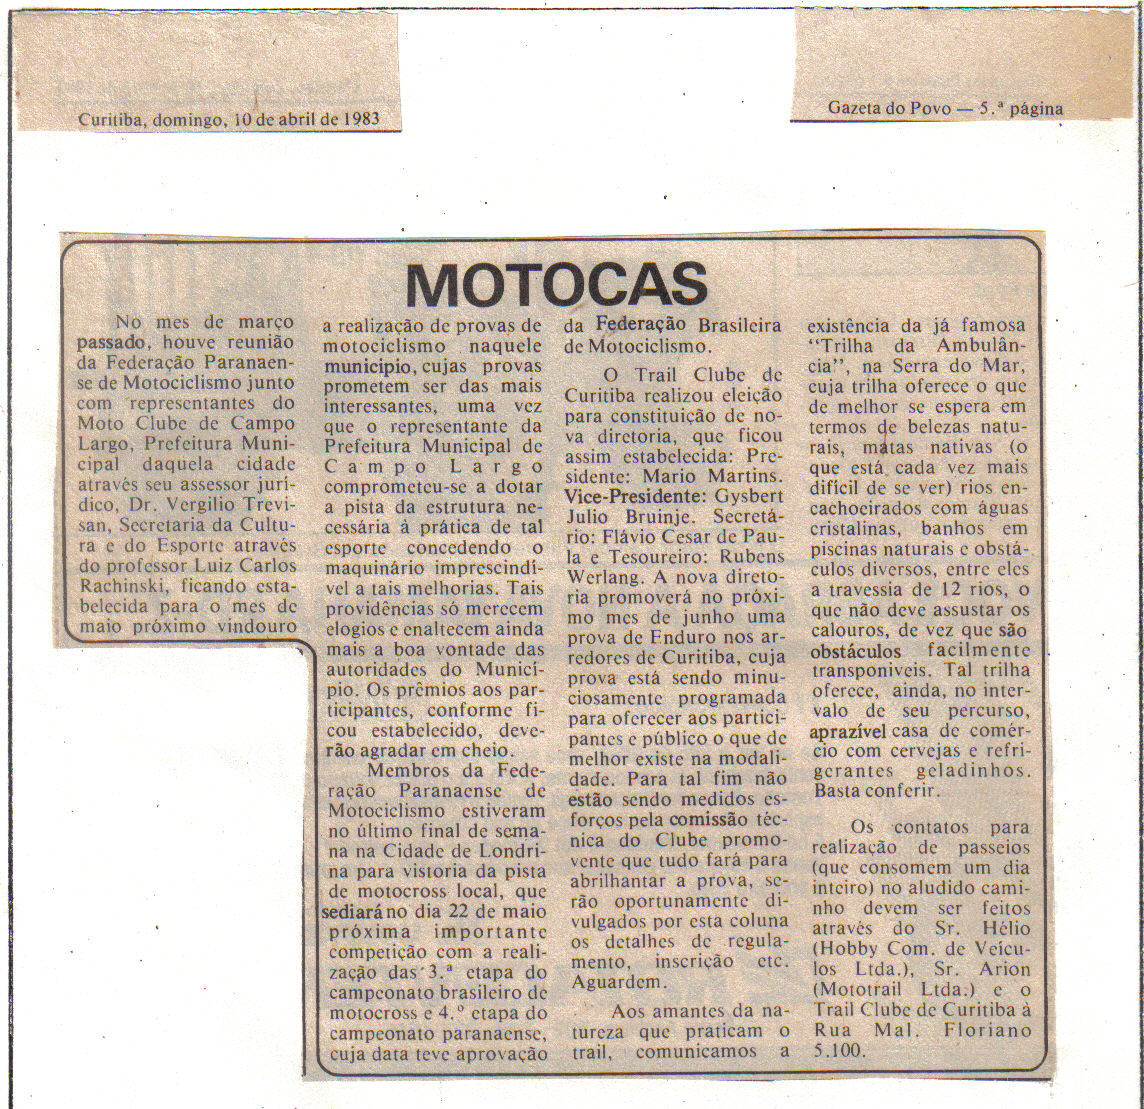 Curitiba, domingo, 10 de abril de 1983
Gazeta do Povo — 5.ª página
MOTOCAS
No mes de março
passado, houve reunião
da Federação Paranaen-
se de Motociclismo junto
com representantes do
Moto Clube de Campo
Largo, Prefeitura Muni-
cipal daquela cidade
através seu assessor jurí-
dico, Dr. Vergilio Trevi-
san, Secretaria da Cultu-
ra e do Esporte através
do professor Luiz Carlos
Rachinski, ficando esta-
belecida para o mes de
maio próximo vindouro
a realização de provas de
motociclismo naquele
municipio, cujas provas
prometem ser das mais
interessantes, uma vez
que o representante da
Prefeitura Municipal de
Campo Largo
comprometeu-se a dotar
a pista da estrutura ne-
cessária à prática de tal
esporte concedendo o
maquinário imprescindí-
vel a tais melhorias. Tais
providências só merecem
elogios e enaltecem ainda
mais a boa vontade das
autoridades do Municí-
pio. Os prêmios aos par-
ticipantes, conforme fi-
cou estabelecido, deve-
rão agradar em cheio.
Membros da Fede-
ração Paranaense de
Motociclismo estiveram
no último final de sema-
na na Cidade de Londri-
na para vistoria da pista
de motocross local, que
sediará no dia 22 de maio
próxima importante
competição com a reali-
zação das 3.ª etapa do
campeonato brasileiro de
motocross e 4.º etapa do
campeonato paranaense,
cuja data teve aprovação
da Federação Brasileira
de Motociclismo.
O Trail Clube de
Curitiba realizou eleição
para constituição de no-
va diretoria, que ficou
assim estabelecida: Pre-
sidente: Mario Martins.
Vice-Presidente: Gysbert
Julio Bruinje. Secretá-
rio: Flávio Cesar de Pau-
la e Tesoureiro: Rubens
Werlang. A nova direto-
ria promoverá no próxi-
mo mes de junho uma
prova de Enduro nos ar-
redores de Curitiba, cuja
prova está sendo minu-
ciosamente programada
para oferecer aos partici-
pantes e público o que de
melhor existe na modali-
dade. Para tal fim não
estão sendo medidos es-
forços pela comissão téc-
nica do Clube promo-
vente que tudo fará para
abrilhantar a prova, se-
rão oportunamente di-
vulgados por esta coluna
os detalhes de regula-
mento, inscrição etc.
Aguardem.
Aos amantes da na-
tureza que praticam o
trail, comunicamos a
existência da já famosa
“Trilha da Ambulân-
cia”, na Serra do Mar,
cuja trilha oferece o que
de melhor se espera em
termos de belezas natu-
rais, matas nativas (o
que está cada vez mais
difícil de se ver) rios en-
cachoeirados com águas
cristalinas, banhos em
piscinas naturais e obstá-
culos diversos, entre eles
a travessia de 12 rios, o
que não deve assustar os
calouros, de vez que são
obstáculos facilmente
transponiveis. Tal trilha
oferece, ainda, no inter-
valo de seu percurso,
aprazível casa de comér-
cio com cervejas e refri-
gerantes geladinhos.
Basta conferir.
Os contatos para
realização de passeios
(que consomem um dia
inteiro) no aludido cami-
nho devem ser feitos
através do Sr. Hélio
(Hobby Com. de Veícu-
los Ltda.), Sr. Arion
(Mototrail Ltda.) e o
Trail Clube de Curitiba à
Rua Mal. Floriano
5.100.